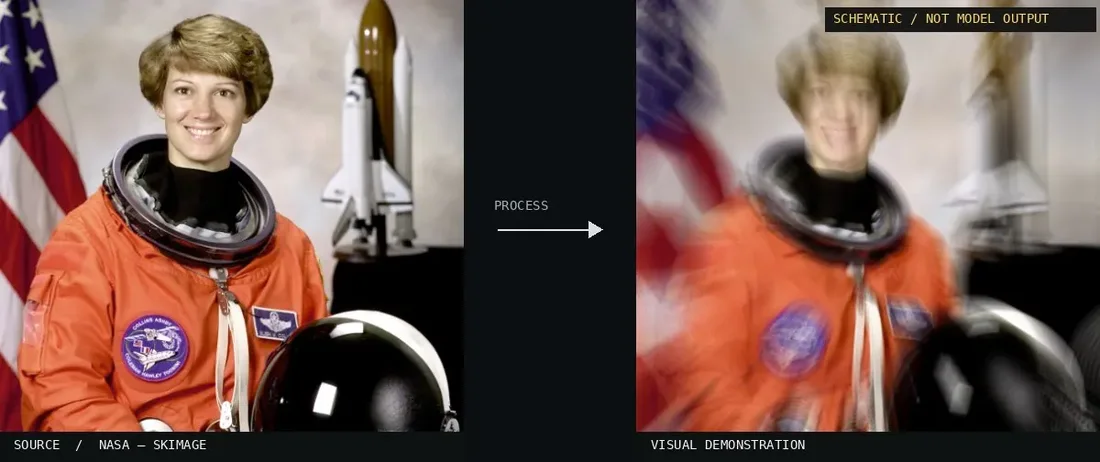 SCHEMATIC / NOT MODEL OUTPUT
PROCESS
SOURCE / NASA — SKIMAGE
VISUAL DEMONSTRATION